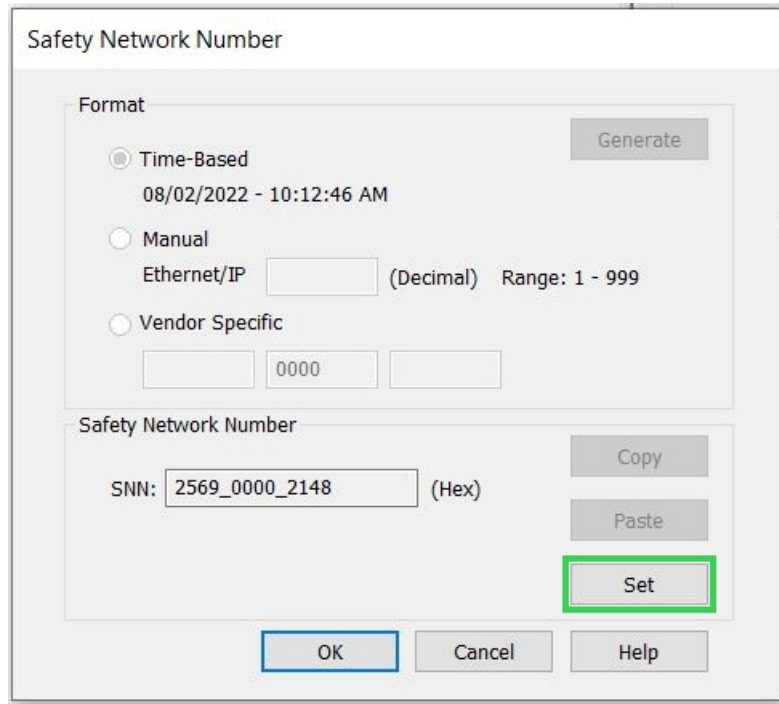 Safety Network Number
Format
Generate
Time-Based
08/02/2022 - 10:12:46 AM
Manual
Ethernet/IP (Decimal) Range: 1 - 999
Vendor Specific
0000
Safety Network Number
Copy
SNN: 2569_0000_2148 (Hex)
Paste
Set
OK Cancel Help